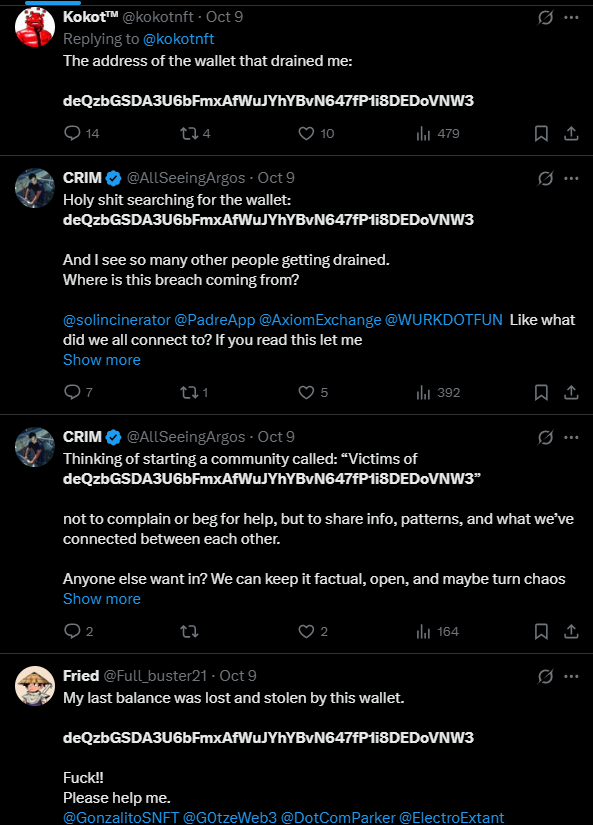 Kokot™ @kokotnft · Oct 9
Replying to @kokotnft
The address of the wallet that drained me:
deQzbGSDA3U6bFmxAfWuJYhYBvN647fP1i8DEDoVNW3
14 4 10 479
CRIM @AllSeeingArgos · Oct 9
Holy shit searching for the wallet:
deQzbGSDA3U6bFmxAfWuJYhYBvN647fP1i8DEDoVNW3
And I see so many other people getting drained.
Where is this breach coming from?
@solincinerator @PadreApp @AxiomExchange @WURKDOTFUN Like what
did we all connect to? If you read this let me
Show more
7 1 5 392
CRIM @AllSeeingArgos · Oct 9
Thinking of starting a community called: “Victims of
deQzbGSDA3U6bFmxAfWuJYhYBvN647fP1i8DEDoVNW3”
not to complain or beg for help, but to share info, patterns, and what we’ve
connected between each other.
Anyone else want in? We can keep it factual, open, and maybe turn chaos
Show more
2 2 164
Fried @Full_buster21 · Oct 9
My last balance was lost and stolen by this wallet.
deQzbGSDA3U6bFmxAfWuJYhYBvN647fP1i8DEDoVNW3
Fuck!!
Please help me.
@GonzalitoSNFT @G0tzeWeb3 @DotComParker @ElectroExtant